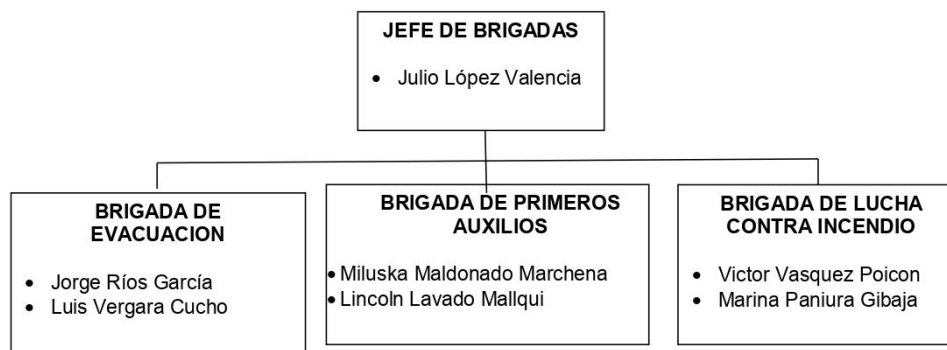 JEFE DE BRIGADAS
• Julio López Valencia
BRIGADA DE
EVACUACION
• Jorge Ríos García
• Luis Vergara Cucho
BRIGADA DE PRIMEROS
AUXILIOS
• Miluska Maldonado Marchena
• Lincoln Lavado Mallqui
BRIGADA DE LUCHA
CONTRA INCENDIO
• Victor Vasquez Poicon
• Marina Paniura Gibaja